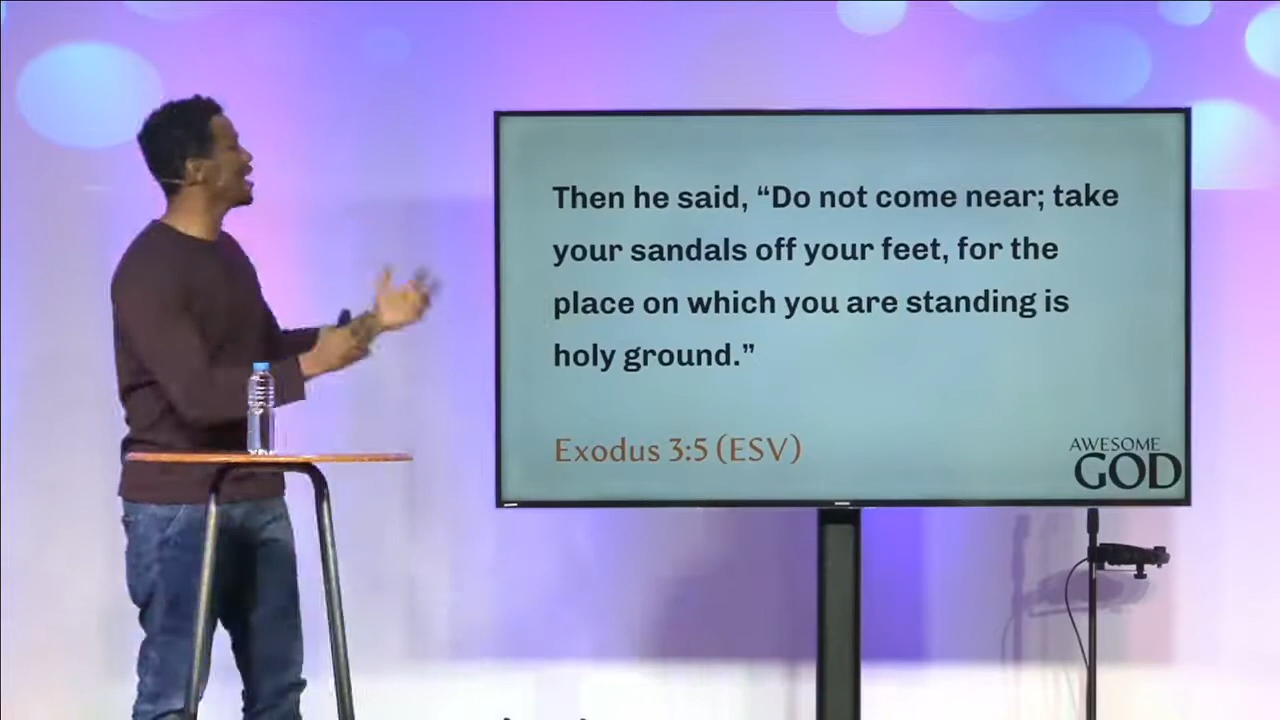 Then he said, “Do not come near; take
your sandals off your feet, for the
place on which you are standing is
holy ground.”
Exodus 3:5 (ESV)
AWESOME
GOD